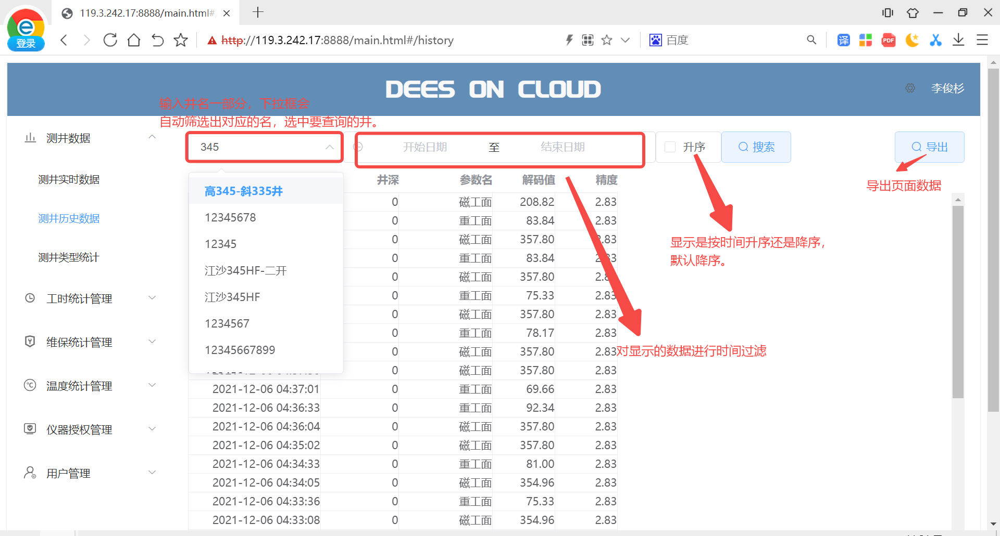 119.3.242.17:8888/main.html#
登录
http://119.3.242.17:8888/main.html#/history
百度
译
PDF
DEES ON CLOUD
李俊杉
输入井名一部分，下拉框会
自动筛选出对应的名，选中要查询的井。
测井数据
测井实时数据
测井历史数据
测井类型统计
工时统计管理
维保统计管理
温度统计管理
仪器授权管理
用户管理
345
开始日期 至 结束日期
升序
搜索
导出
导出页面数据
高345-斜335井
12345678
12345
江沙345HF-二开
江沙345HF
1234567
12345667899
井深 参数名 解码值 精度
0 磁工面 208.82 2.83
0 重工面 83.84 2.83
0 磁工面 357.80 2.83
0 重工面 83.84 2.83
0 磁工面 357.80 2.8
0 重工面 75.33 2.83
0 磁工面 357.80 2.83
0 重工面 78.17 2.83
0 磁工面 357.80 2.83
0 磁工面 357.80 2.83
2021-12-06 04:37:01 0 重工面 69.66 2.83
2021-12-06 04:36:33 0 重工面 92.34 2.83
2021-12-06 04:36:04 0 磁工面 357.80 2.83
2021-12-06 04:35:02 0 磁工面 357.80 2.83
2021-12-06 04:34:33 0 重工面 81.00 2.83
2021-12-06 04:34:05 0 磁工面 354.96 2.83
2021-12-06 04:33:36 0 重工面 75.33 2.83
2021-12-06 04:33:08 0 磁工面 354.96 2.83
显示是按时间升序还是降序，
默认降序。
对显示的数据进行时间过滤